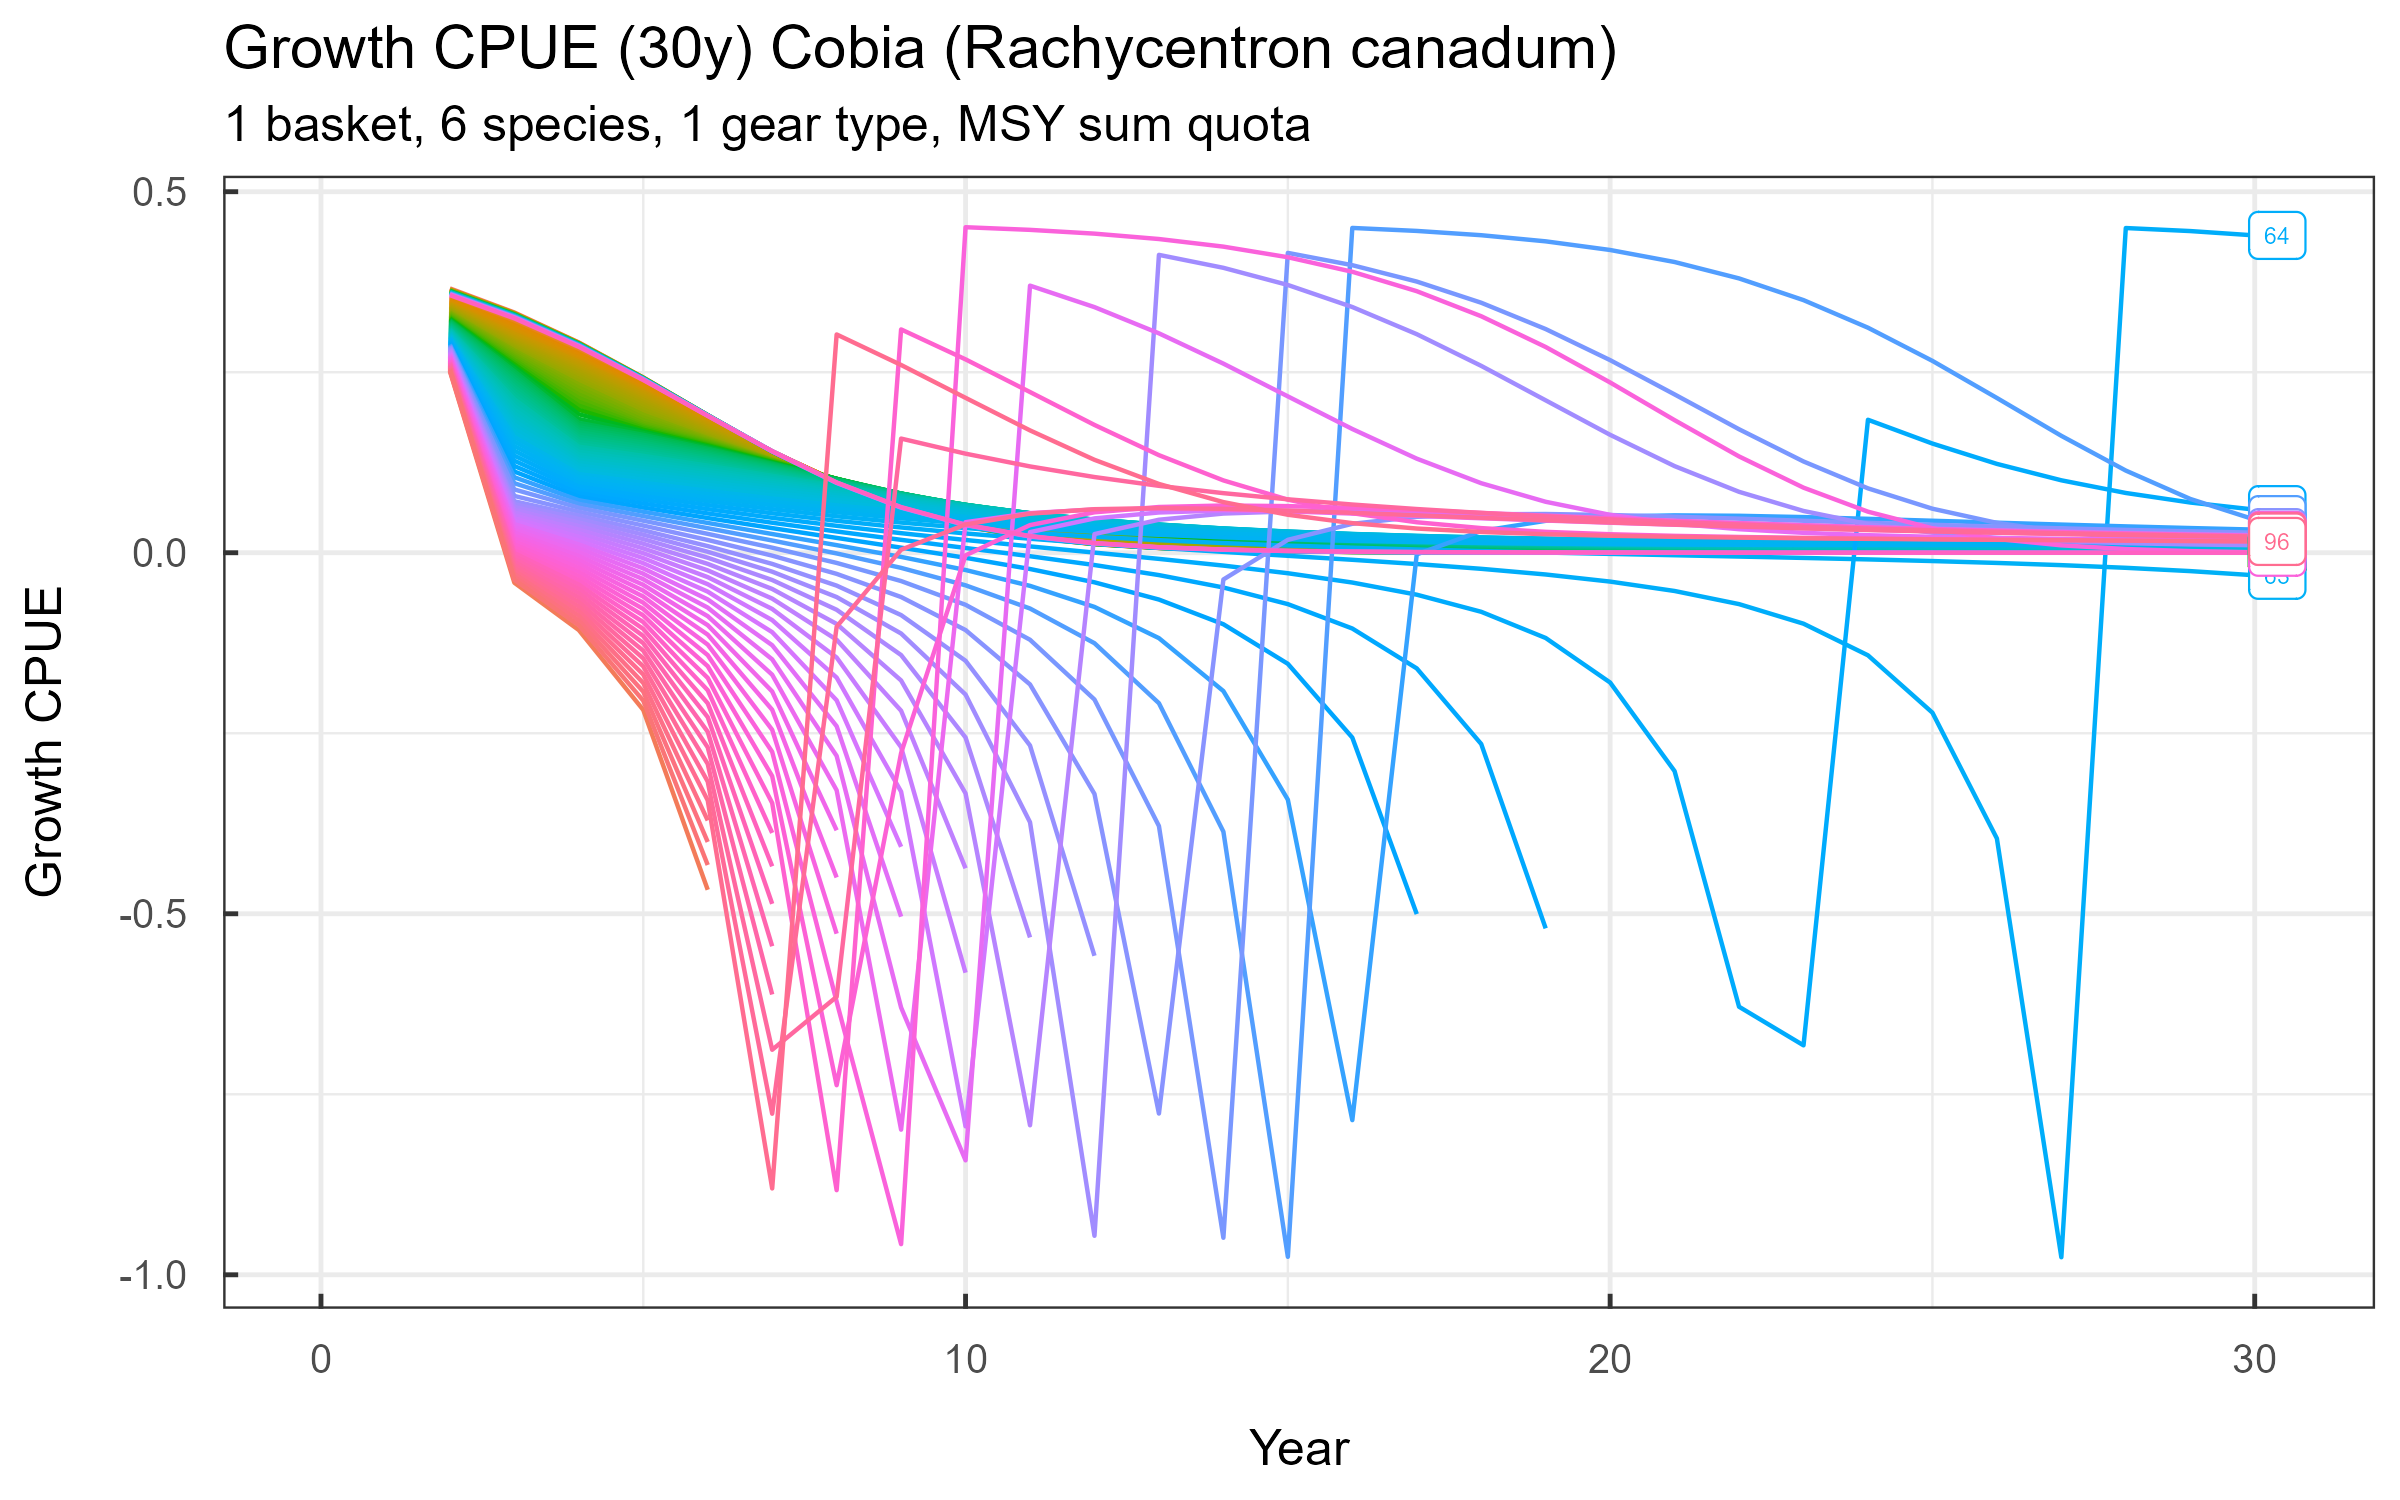 Growth CPUE (30y) Cobia (Rachycentron canadum)
1 basket, 6 species, 1 gear type, MSY sum quota
0.5
0.0
-0.5
-1.0
Growth CPUE
64
96
0
10
20
30
Year